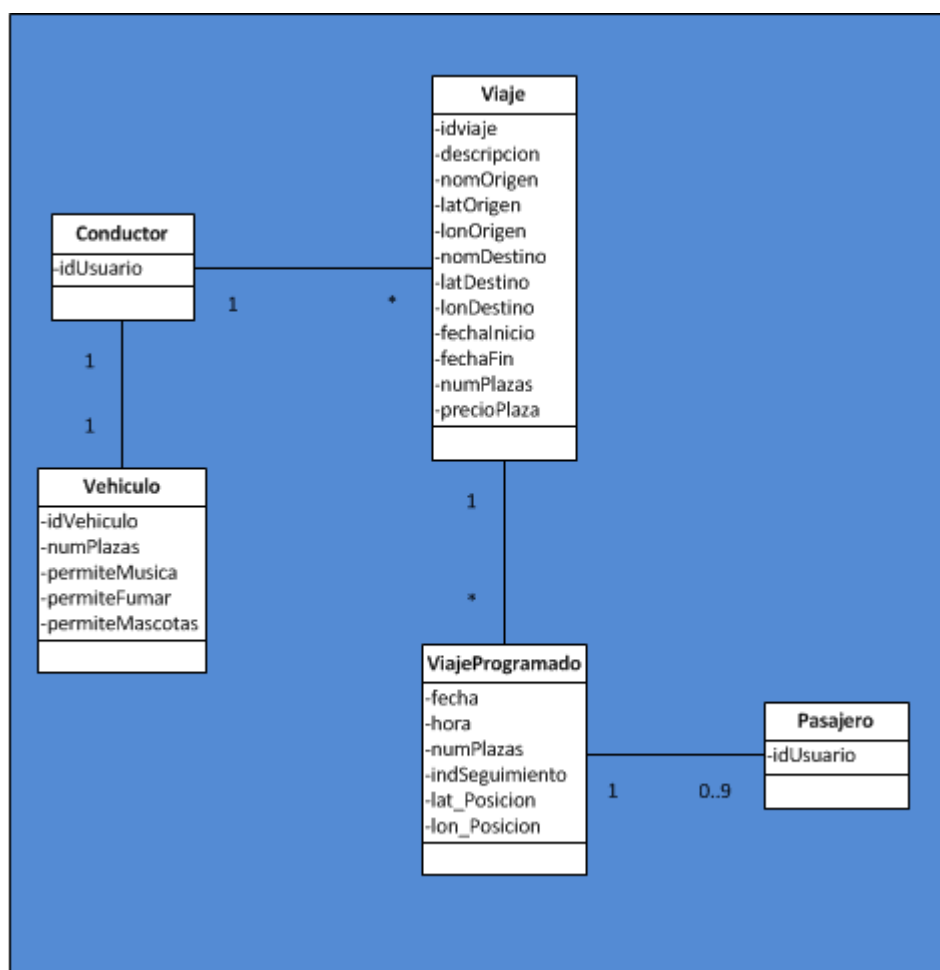 Viaje
-idviaje
-descripcion
-nomOrigen
-latOrigen
-lonOrigen
-nomDestino
-latDestino
-lonDestino
-fechaInicio
-fechaFin
-numPlazas
-precioPlaza
Conductor
-idUsuario
1
*
1
1
Vehiculo
-idVehiculo
-numPlazas
-permiteMusica
-permiteFumar
-permiteMascotas
1
*
ViajeProgramado
-fecha
-hora
-numPlazas
-indSeguimiento
-lat_Posicion
-lon_Posicion
1
0..9
Pasajero
-idUsuario